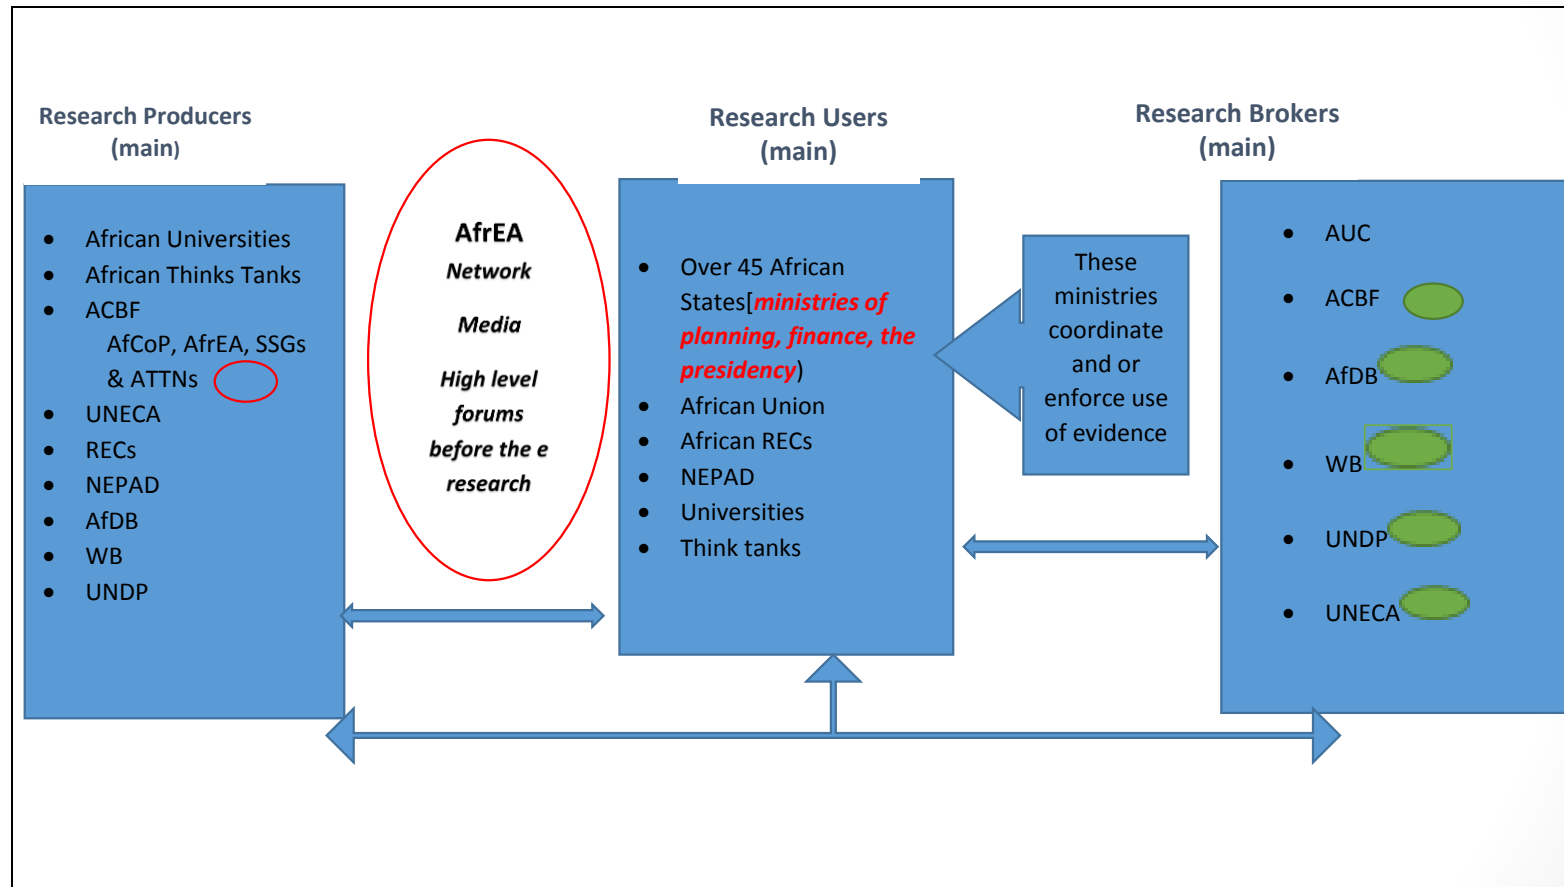 Research Producers
(main)
• African Universities
• African Thinks Tanks
• ACBF
AfCoP, AfrEA, SSGs
& ATTNs
• UNECA
• RECs
• NEPAD
• AfDB
• WB
• UNDP
AfrEA
Network
Media
High level
forums
before the e
research
Research Users
(main)
• Over 45 African
States[ministries of
planning, finance, the
presidency)
• African Union
• African RECs
• NEPAD
• Universities
• Think tanks
These
ministries
coordinate
and or
enforce use
of evidence
Research Brokers
(main)
• AUC
• ACBF
• AfDB
• WB
• UNDP
• UNECA